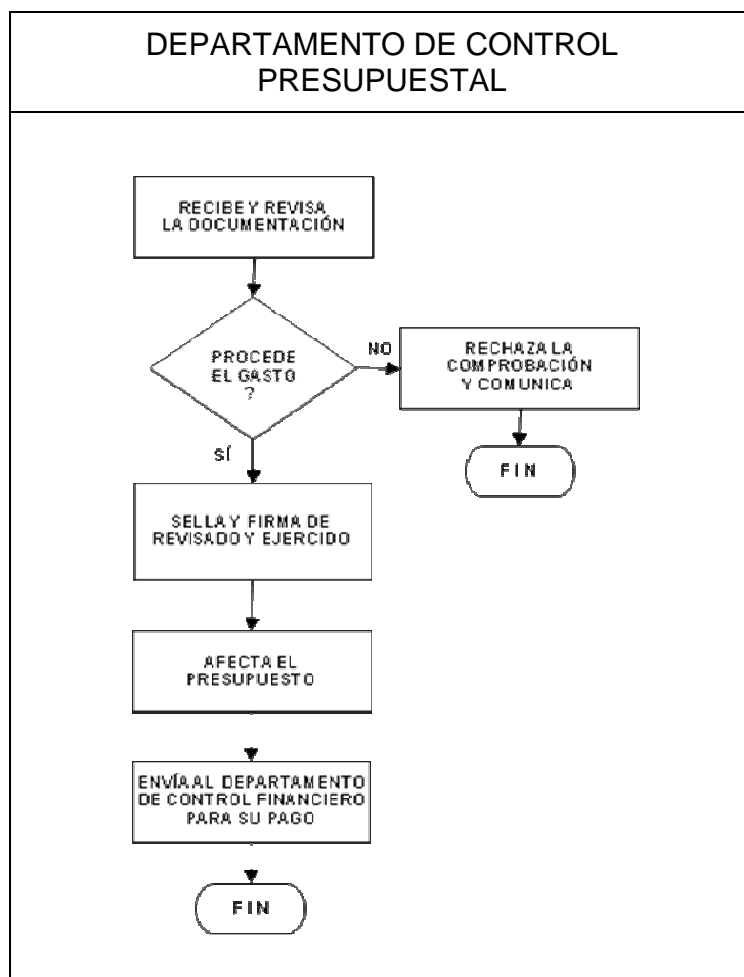 DEPARTAMENTO DE CONTROL
PRESUPUESTAL
RECIBE Y REVISA
LA DOCUMENTACIÓN
PROCEDE
EL GASTO
?
NO
RECHAZA LA
COMPROBACIÓN
Y COMUNICA
FIN
SÍ
SELLA Y FIRMA DE
REVISADO Y EJERCIDO
AFECTA EL
PRESUPUESTO
ENVÍA AL DEPARTAMENTO
DE CONTROL FINANCIERO
PARA SU PAGO
FIN